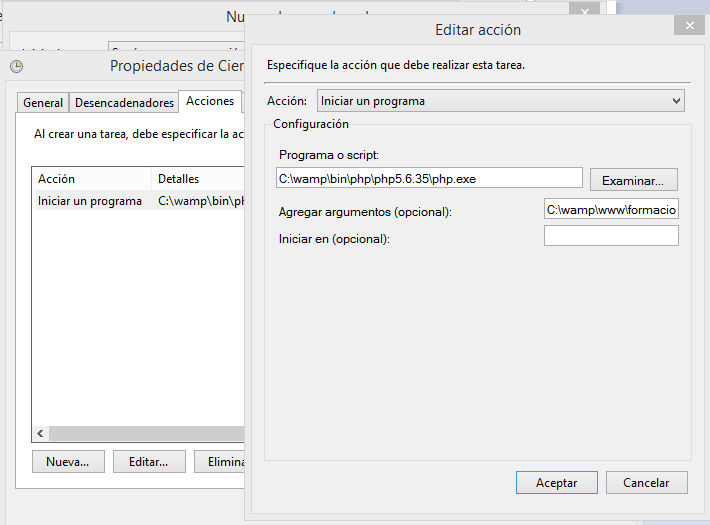 Editar acción
Especifique la acción que debe realizar esta tarea.
Acción: Iniciar un programa
Configuración
Programa o script:
C:\wamp\bin\php\php5.6.35\php.exe
Examinar...
Agregar argumentos (opcional): C:\wamp\www\formacio
Iniciar en (opcional):
Aceptar Cancelar
Propiedades de Cier
General Desencadenadores Acciones
Al crear una tarea, debe especificar la ac
Acción Detalles
Iniciar un programa C:\wamp\bin\ph
Nueva... Editar... Elimina